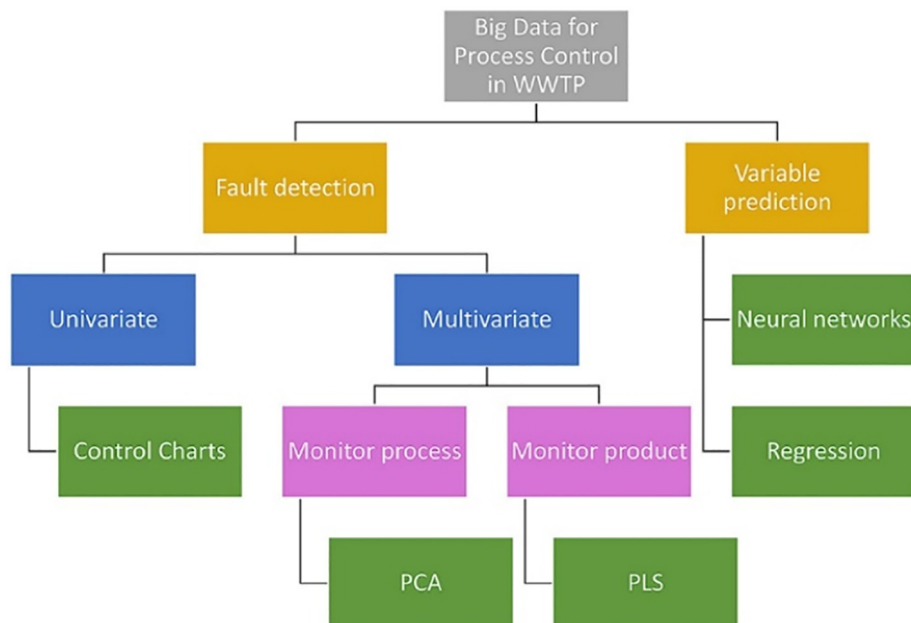 Big Data for
Process Control
in WWTP
Fault detection
Variable
prediction
Univariate
Multivariate
Neural networks
Control Charts
Monitor process
Monitor product
Regression
PCA
PLS